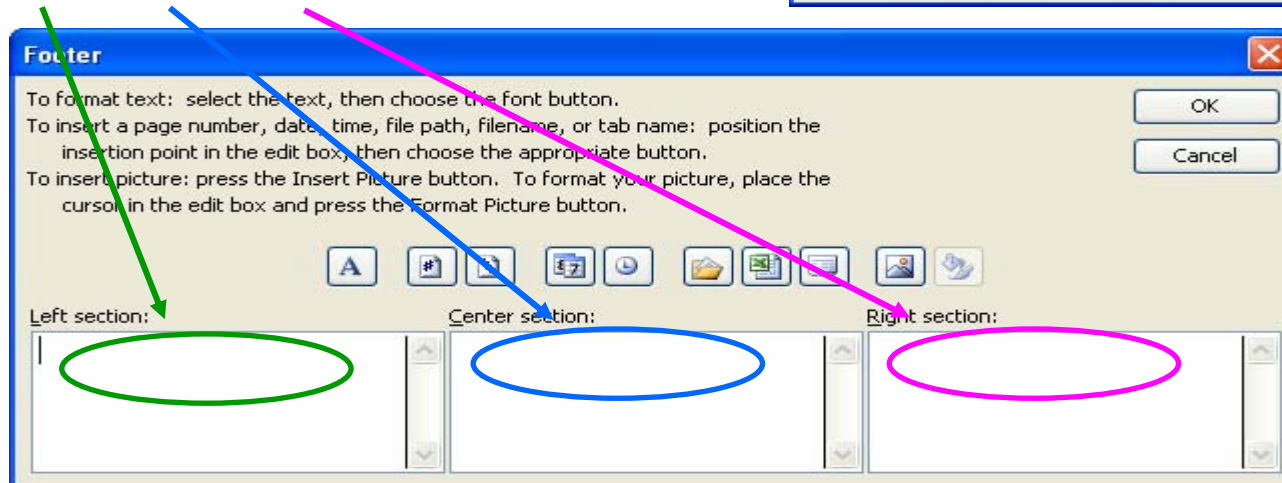 Footer
To format text: select the text, then choose the font button.
To insert a page number, date, time, file path, filename, or tab name: position the
insertion point in the edit box, then choose the appropriate button.
To insert picture: press the Insert Picture button. To format your picture, place the
cursor in the edit box and press the Format Picture button.
OK
Cancel
A
Left section:
Center section:
Right section: